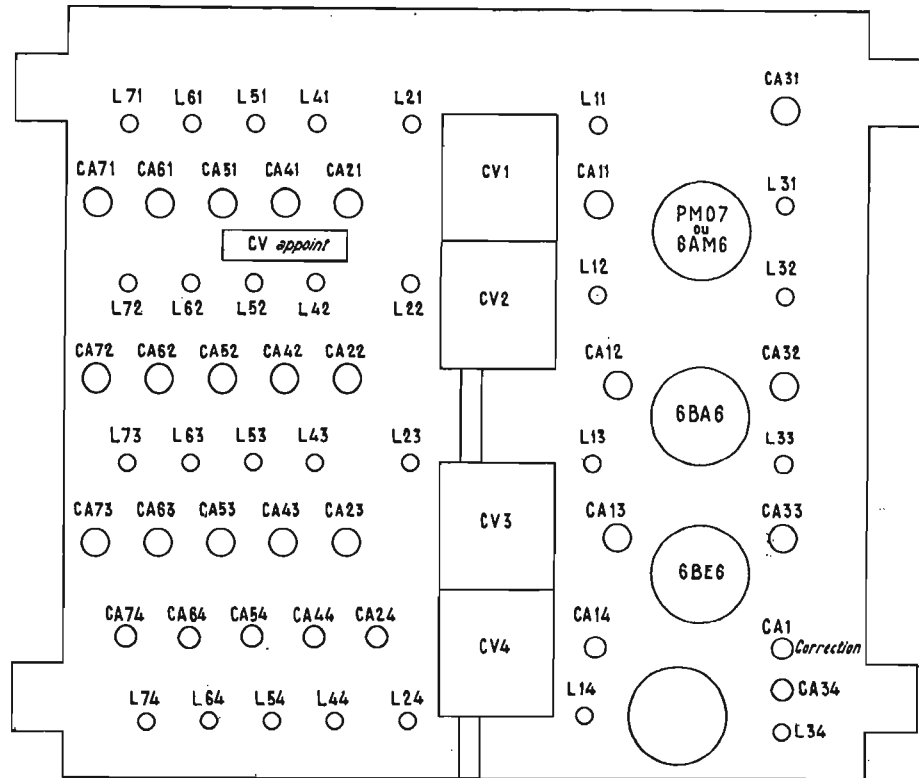 L71 L61 L51 L41 L21 L11 CA31
CA71 CA61 CA51 CA41 CA21 CV1 CA11 L31
PM07
ou
6AM6
CV appoint
L72 L62 L52 L42 L22 CV2 L12 L32
CA72 CA62 CA52 CA42 CA22 CA12 CA32
6BA6
L73 L63 L53 L43 L23 L13 L33
CA73 CA63 CA53 CA43 CA23 CV3 CA13 CA33
6BE6
CA74 CA64 CA54 CA44 CA24 CV4 CA14 CA1
Correction
CA34
L74 L64 L54 L44 L24 L14
L34